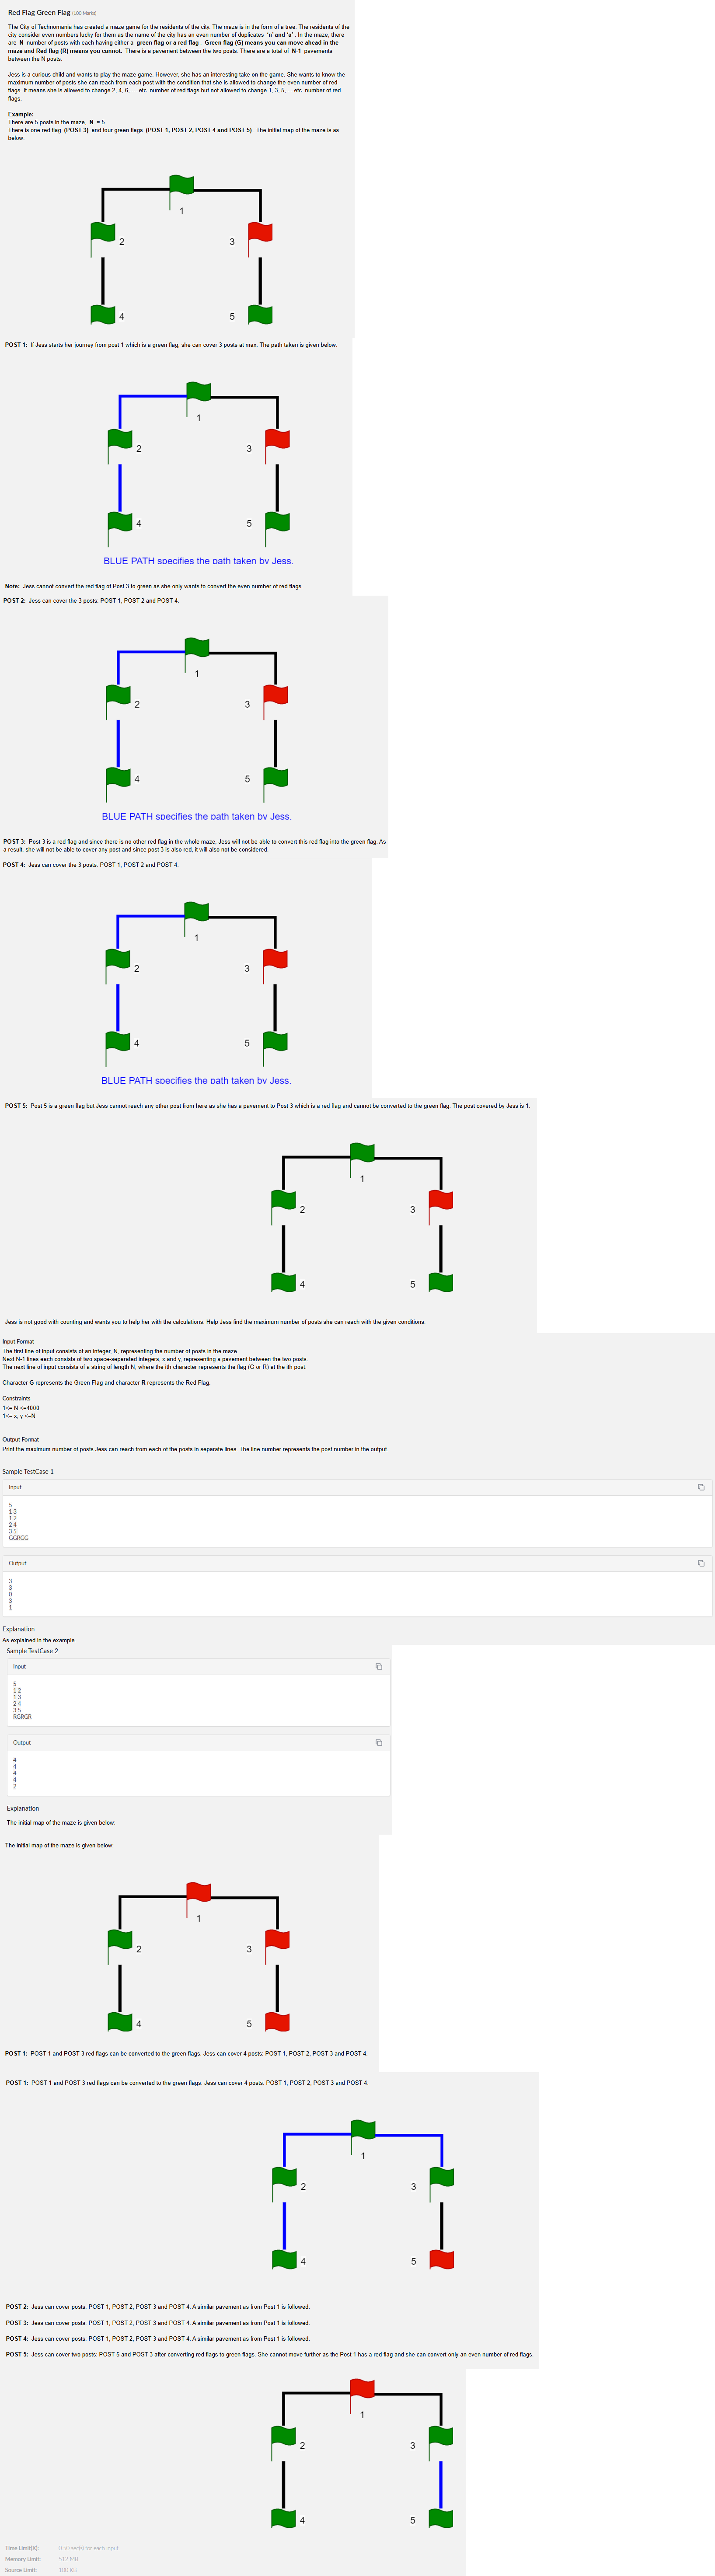 Red Flag Green Flag (100 Marks)
The City of Technomania has created a maze game for the residents of the city. The maze is in the form of a tree. The residents of the
city consider even numbers lucky for them as the name of the city has an even number of duplicates 'n' and 'a' . In the maze, there
are N number of posts with each having either a green flag or a red flag . Green flag (G) means you can move ahead in the
maze and Red flag (R) means you cannot. There is a pavement between the two posts. There are a total of N-1 pavements
between the N posts.
Jess is a curious child and wants to play the maze game. However, she has an interesting take on the game. She wants to know the
maximum number of posts she can reach from each post with the condition that she is allowed to change the even number of red
flags. It means she is allowed to change 2, 4, 6,.....etc. number of red flags but not allowed to change 1, 3, 5,.....etc. number of red
flags.
Example:
There are 5 posts in the maze, N = 5
There is one red flag (POST 3) and four green flags (POST 1, POST 2, POST 4 and POST 5) . The initial map of the maze is as
below:
1
2
3
4
5
POST 1: If Jess starts her journey from post 1 which is a green flag, she can cover 3 posts at max. The path taken is given below:
1
2
3
4
5
BLUE PATH specifies the path taken by Jess.
Note: Jess cannot convert the red flag of Post 3 to green as she only wants to convert the even number of red flags.
POST 2: Jess can cover the 3 posts: POST 1, POST 2 and POST 4.
1
2
3
4
5
BLUE PATH specifies the path taken by Jess.
POST 3: Post 3 is a red flag and since there is no other red flag in the whole maze, Jess will not be able to convert this red flag into the green flag. As
a result, she will not be able to cover any post and since post 3 is also red, it will also not be considered.
POST 4: Jess can cover the 3 posts: POST 1, POST 2 and POST 4.
1
2
3
4
5
BLUE PATH specifies the path taken by Jess.
POST 5: Post 5 is a green flag but Jess cannot reach any other post from here as she has a pavement to Post 3 which is a red flag and cannot be converted to the green flag. The post covered by Jess is 1.
1
2
3
4
5
Jess is not good with counting and wants you to help her with the calculations. Help Jess find the maximum number of posts she can reach with the given conditions.
Input Format
The first line of input consists of an integer, N, representing the number of posts in the maze.
Next N-1 lines each consists of two space-separated integers, x and y, representing a pavement between the two posts.
The next line of input consists of a string of length N, where the ith character represents the flag (G or R) at the ith post.
Character G represents the Green Flag and character R represents the Red Flag.
Constraints
1<= N <=4000
1<= x, y <=N
Output Format
Print the maximum number of posts Jess can reach from each of the posts in separate lines. The line number represents the post number in the output.
Sample TestCase 1
Input
5
1 3
1 2
2 4
3 5
GGRGG
Output
3
3
0
3
1
Explanation
As explained in the example.
Sample TestCase 2
Input
5
1 2
1 3
2 4
3 5
RGRGR
Output
4
4
4
4
2
Explanation
The initial map of the maze is given below:
The initial map of the maze is given below:
1
2
3
4
5
POST 1: POST 1 and POST 3 red flags can be converted to the green flags. Jess can cover 4 posts: POST 1, POST 2, POST 3 and POST 4.
POST 1: POST 1 and POST 3 red flags can be converted to the green flags. Jess can cover 4 posts: POST 1, POST 2, POST 3 and POST 4.
1
2
3
4
5
POST 2: Jess can cover posts: POST 1, POST 2, POST 3 and POST 4. A similar pavement as from Post 1 is followed.
POST 3: Jess can cover posts: POST 1, POST 2, POST 3 and POST 4. A similar pavement as from Post 1 is followed.
POST 4: Jess can cover posts: POST 1, POST 2, POST 3 and POST 4. A similar pavement as from Post 1 is followed.
POST 5: Jess can cover two posts: POST 5 and POST 3 after converting red flags to green flags. She cannot move further as the Post 1 has a red flag and she can convert only an even number of red flags.
1
2
3
4
5
Time Limit(X): 0.50 sec(s) for each input.
Memory Limit: 512 MB
Source Limit: 100 KB